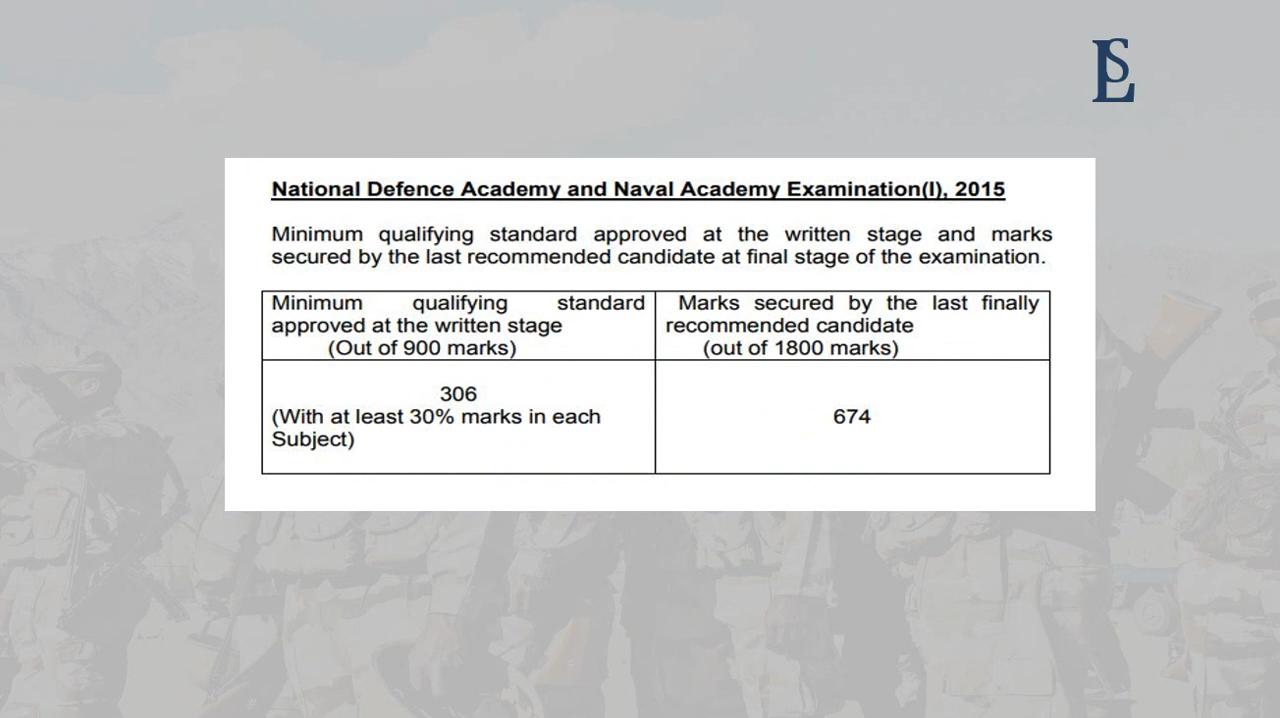 LS
National Defence Academy and Naval Academy Examination(I), 2015
Minimum qualifying standard approved at the written stage and marks
secured by the last recommended candidate at final stage of the examination.
Minimum qualifying standard
approved at the written stage
(Out of 900 marks)
Marks secured by the last finally
recommended candidate
(out of 1800 marks)
306
(With at least 30% marks in each
Subject)
674